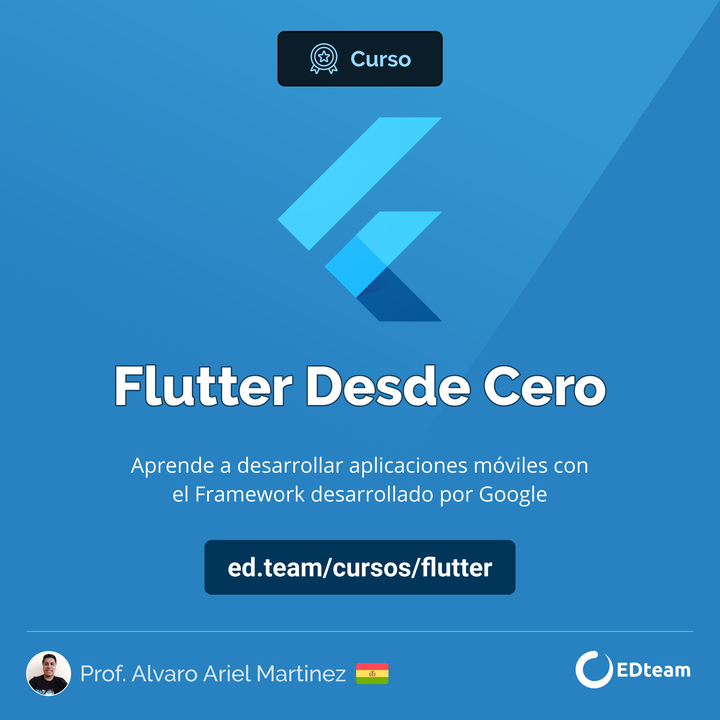 Curso
Flutter Desde Cero
Aprende a desarrollar aplicaciones móviles con
el Framework desarrollado por Google
ed.team/cursos/flutter
Prof. Alvaro Ariel Martinez
EDteam